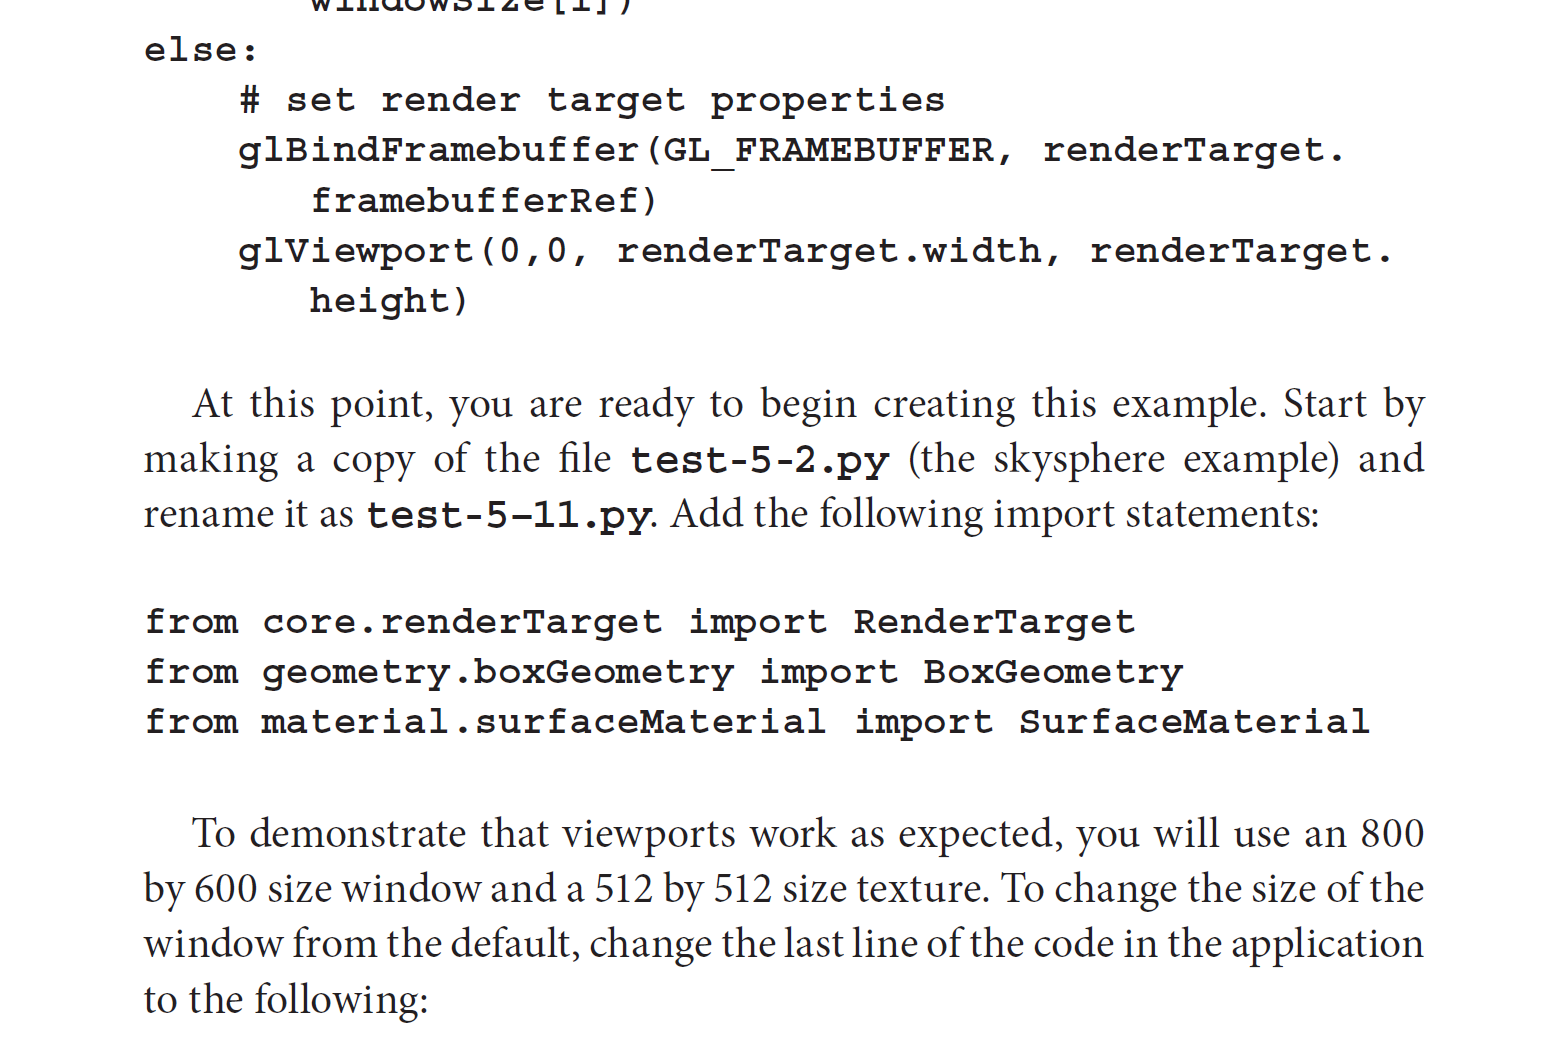 windowSize[1])
else:
# set render target properties
glBindFramebuffer(GL_FRAMEBUFFER, renderTarget.
framebufferRef)
glViewport(0,0, renderTarget.width, renderTarget.
height)
At this point, you are ready to begin creating this example. Start by
making a copy of the file test-5-2.py (the skysphere example) and
rename it as test-5–11.py. Add the following import statements:
from core.renderTarget import RenderTarget
from geometry.boxGeometry import BoxGeometry
from material.surfaceMaterial import SurfaceMaterial
To demonstrate that viewports work as expected, you will use an 800
by 600 size window and a 512 by 512 size texture. To change the size of the
window from the default, change the last line of the code in the application
to the following: